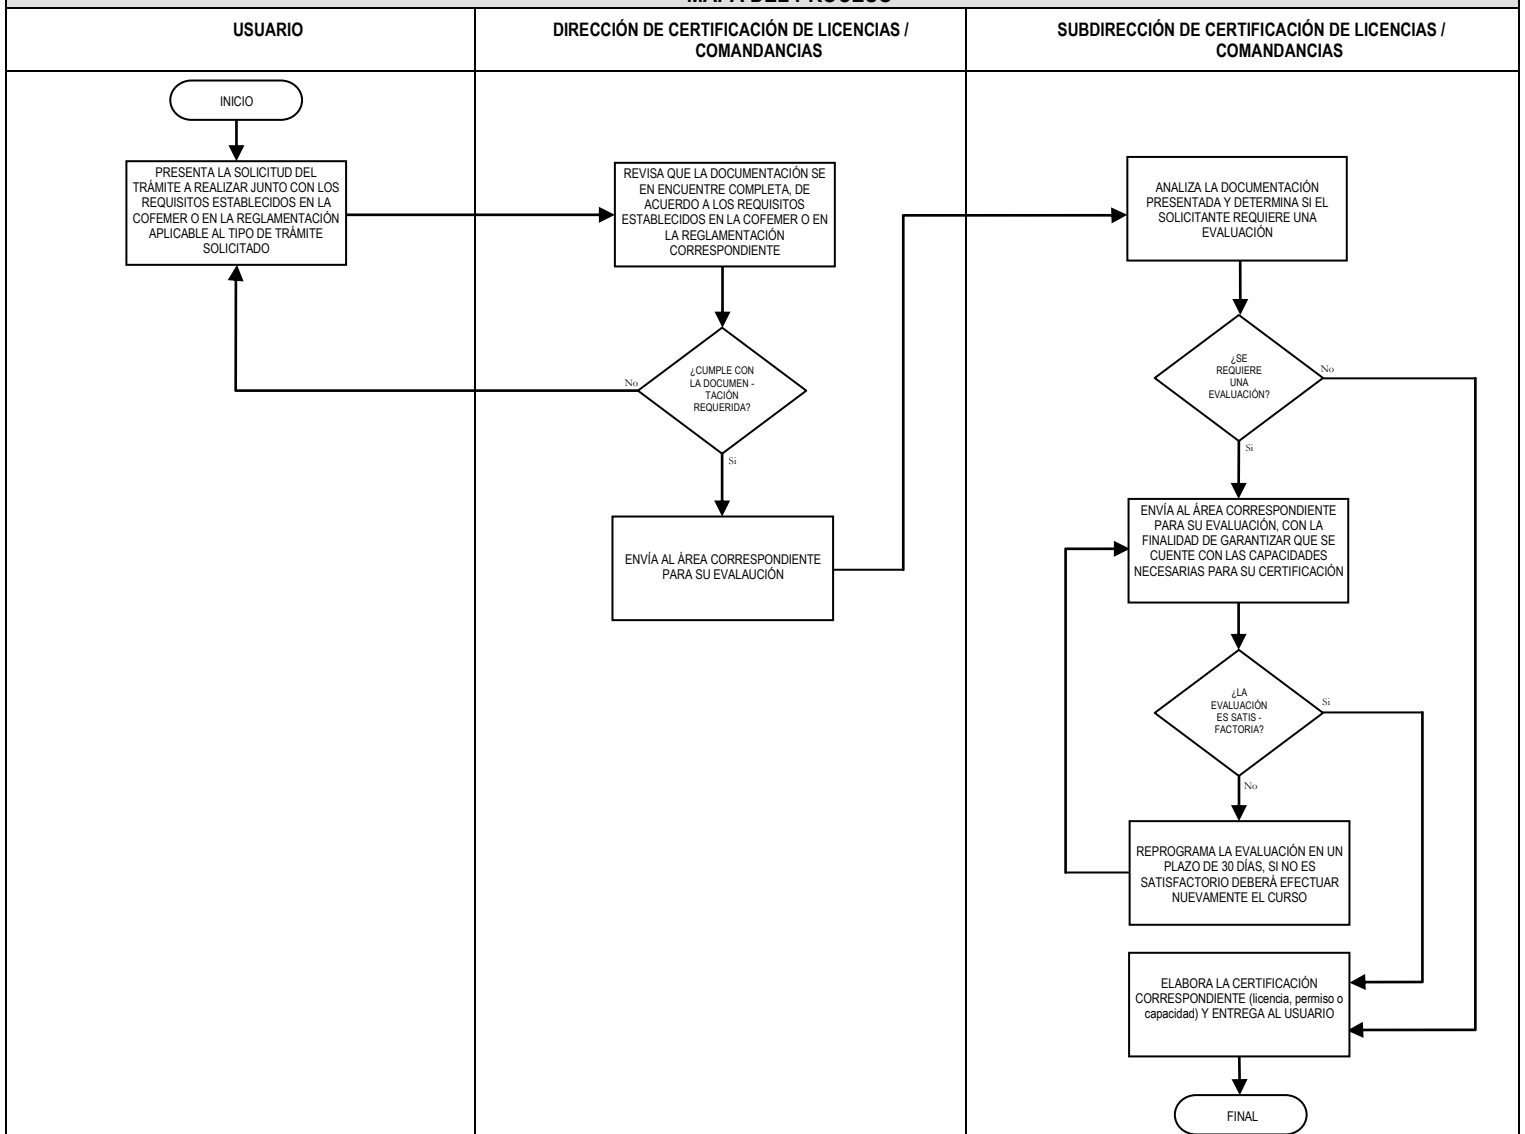 MAPA DEL PROCESO
USUARIO
DIRECCIÓN DE CERTIFICACIÓN DE LICENCIAS /
COMANDANCIAS
SUBDIRECCIÓN DE CERTIFICACIÓN DE LICENCIAS /
COMANDANCIAS
INICIO
PRESENTA LA SOLICITUD DEL
TRÁMITE A REALIZAR JUNTO CON LOS
REQUISITOS ESTABLECIDOS EN LA
COFEMER O EN LA REGLAMENTACIÓN
APLICABLE AL TIPO DE TRÁMITE
SOLICITADO
REVISA QUE LA DOCUMENTACIÓN SE
EN ENCUENTRE COMPLETA, DE
ACUERDO A LOS REQUISITOS
ESTABLECIDOS EN LA COFEMER O EN
LA REGLAMENTACIÓN
CORRESPONDIENTE
¿CUMPLE CON
LA DOCUMEN -
TACIÓN
REQUERIDA?
No
Si
ENVÍA AL ÁREA CORRESPONDIENTE
PARA SU EVALAUCIÓN
ANALIZA LA DOCUMENTACIÓN
PRESENTADA Y DETERMINA SI EL
SOLICITANTE REQUIERE UNA
EVALUACIÓN
¿SE
REQUIERE
UNA
EVALUACIÓN?
No
Si
ENVÍA AL ÁREA CORRESPONDIENTE
PARA SU EVALUACIÓN, CON LA
FINALIDAD DE GARANTIZAR QUE SE
CUENTE CON LAS CAPACIDADES
NECESARIAS PARA SU CERTIFICACIÓN
¿LA
EVALUACIÓN
ES SATIS -
FACTORIA?
Si
No
REPROGRAMA LA EVALUACIÓN EN UN
PLAZO DE 30 DÍAS, SI NO ES
SATISFACTORIO DEBERÁ EFECTUAR
NUEVAMENTE EL CURSO
ELABORA LA CERTIFICACIÓN
CORRESPONDIENTE (licencia, permiso o
capacidad) Y ENTREGA AL USUARIO
FINAL